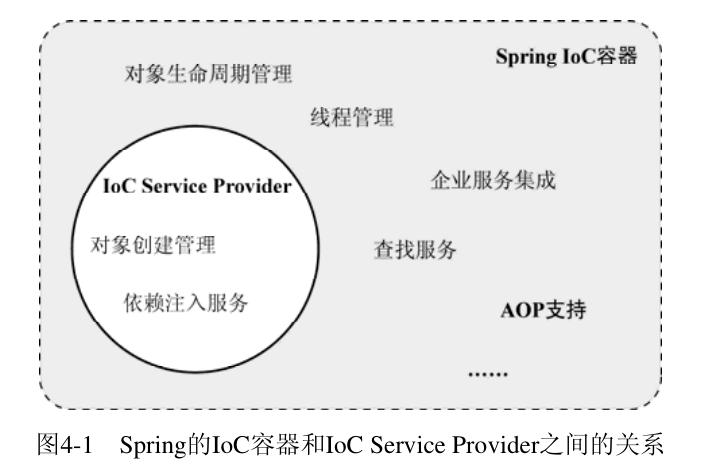 Spring IoC容器
对象生命周期管理
线程管理
IoC Service Provider
企业服务集成
对象创建管理
查找服务
依赖注入服务
AOP支持
……
图4-1 Spring的IoC容器和IoC Service Provider之间的关系